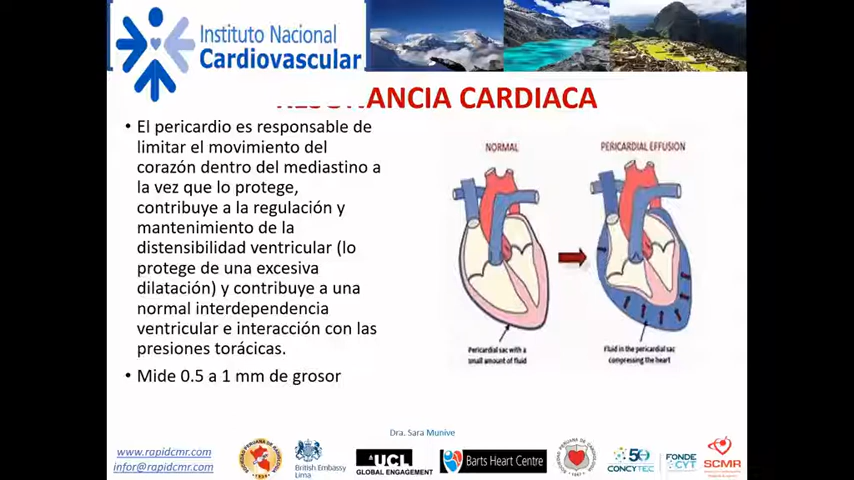 Instituto Nacional
Cardiovascular
RESONANCIA CARDIACA
• El pericardio es responsable de
limitar el movimiento del
corazón dentro del mediastino a
la vez que lo protege,
contribuye a la regulación y
mantenimiento de la
distensibilidad ventricular (lo
protege de una excesiva
dilatación) y contribuye a una
normal interdependencia
ventricular e interacción con las
presiones torácicas.
• Mide 0.5 a 1 mm de grosor
NORMAL
PERICARDIAL EFFUSION
Pericardial sac with a
small amount of fluid
Fluid in the pericardial sac
compressing the heart
Dra. Sara Munive
www.rapidcmr.com
infor@rapidcmr.com
British Embassy
Lima
UCL
GLOBAL ENGAGEMENT
Barts Heart Centre
50
CONCYTEC
FONDE
CYT
SCMR